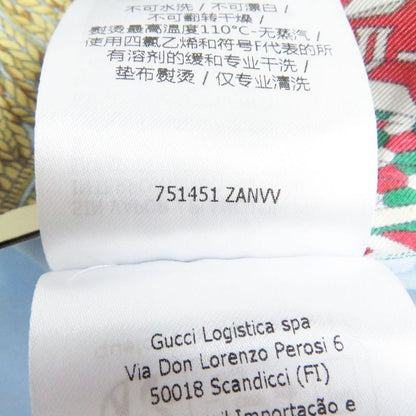 不可水洗 / 不可漂白 /
不可翻转干燥 /
熨烫最高温度110°C-无蒸汽 /
使用四氯乙烯和符号F代表的所
有溶剂的缓和专业干洗 /
垫布熨烫 / 仅专业清洗
751451 ZANVV
Gucci Logistica spa
Via Don Lorenzo Perosi 6
50018 Scandicci (FI)
Importação e